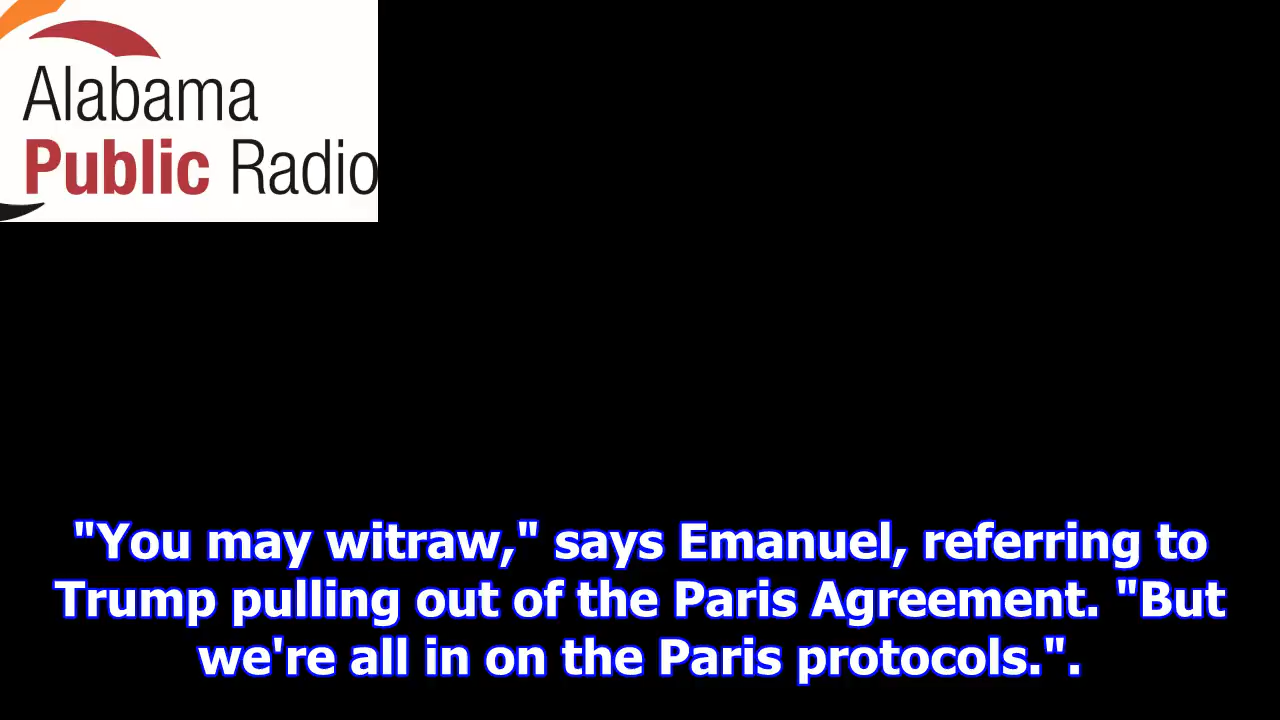 Alabama
Public Radio
"You may witraw," says Emanuel, referring to
Trump pulling out of the Paris Agreement. "But
we're all in on the Paris protocols.".